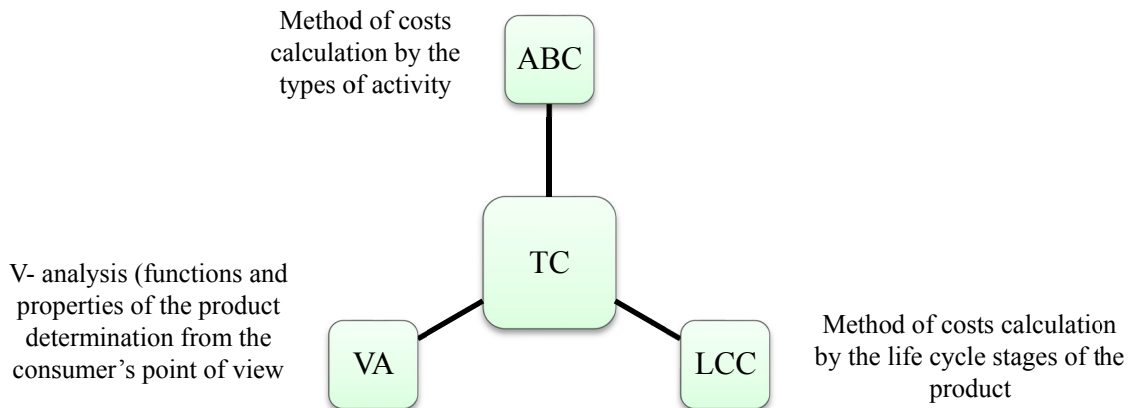 Method of costs
calculation by the
types of activity
ABC
TC
V- analysis (functions and
properties of the product
determination from the
consumer’s point of view
VA
LCC
Method of costs calculation
by the life cycle stages of the
product